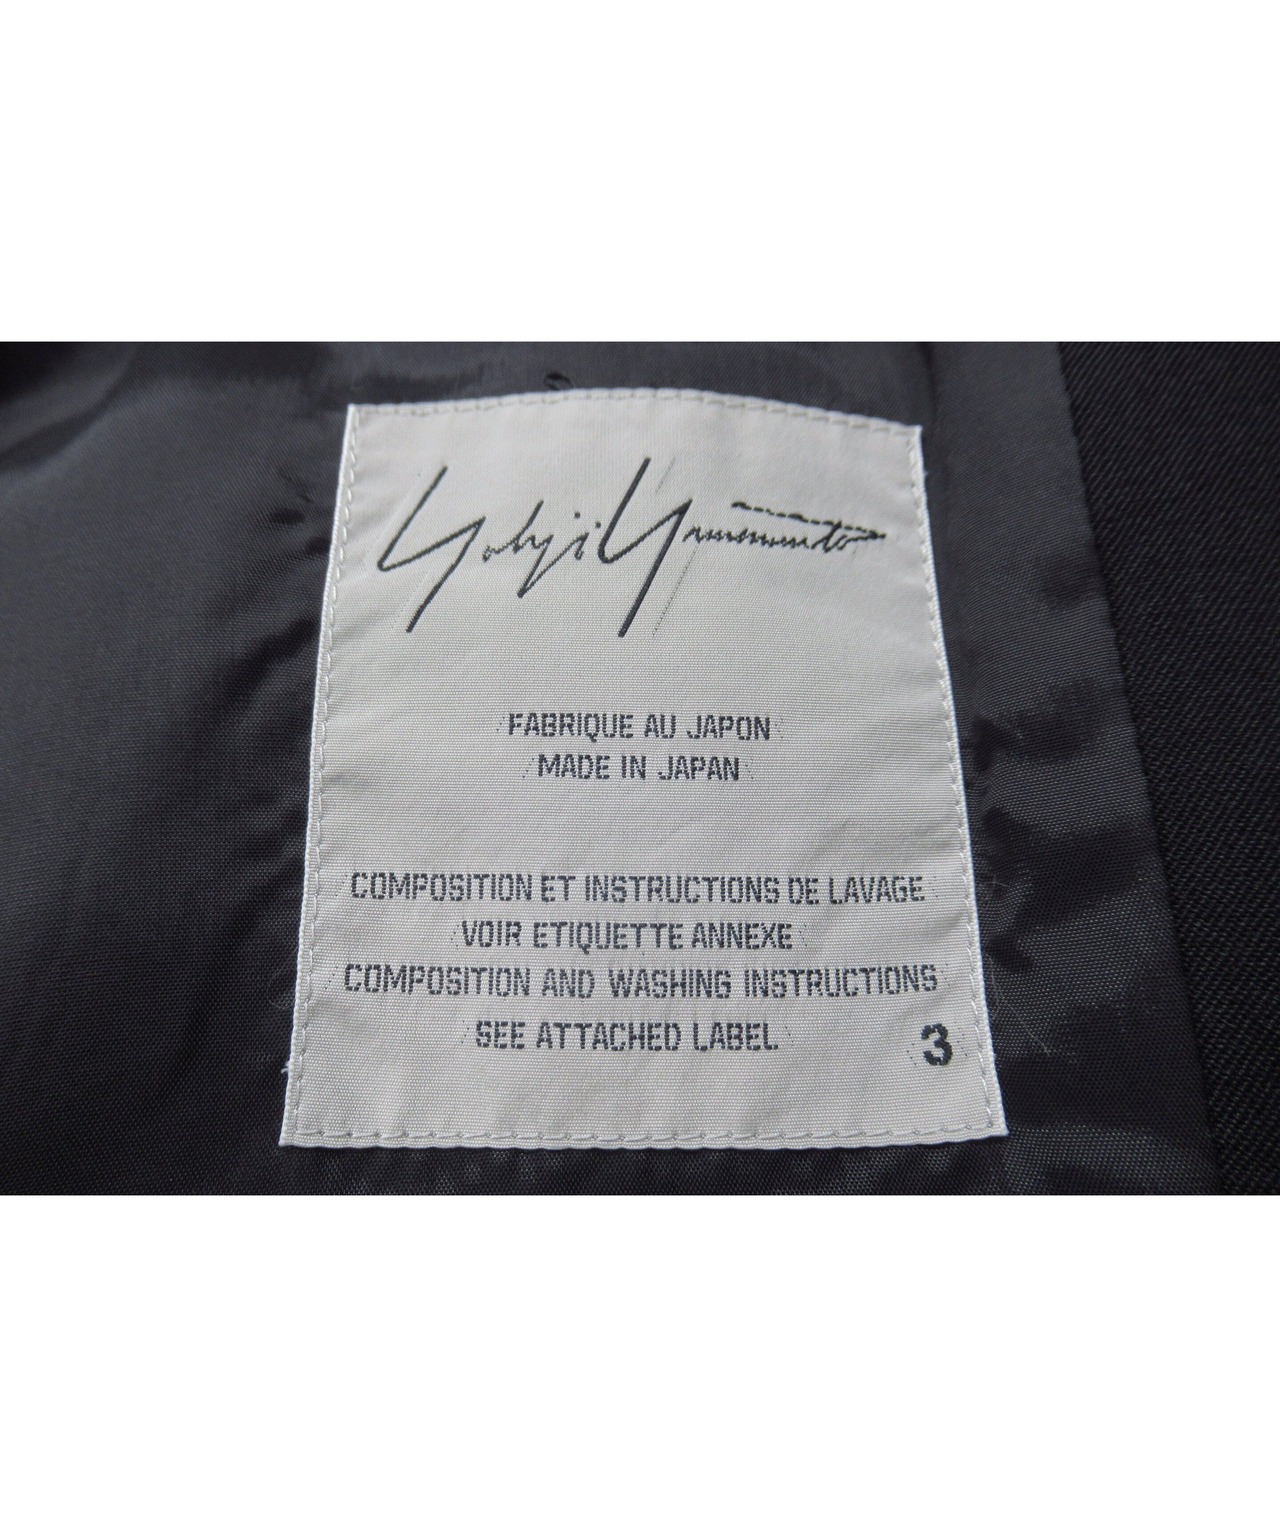 Yohji Yamamoto
FABRIQUE AU JAPON
MADE IN JAPAN
COMPOSITION ET INSTRUCTIONS DE LAVAGE
VOIR ETIQUETTE ANNEXE
COMPOSITION AND WASHING INSTRUCTIONS
SEE ATTACHED LABEL
3